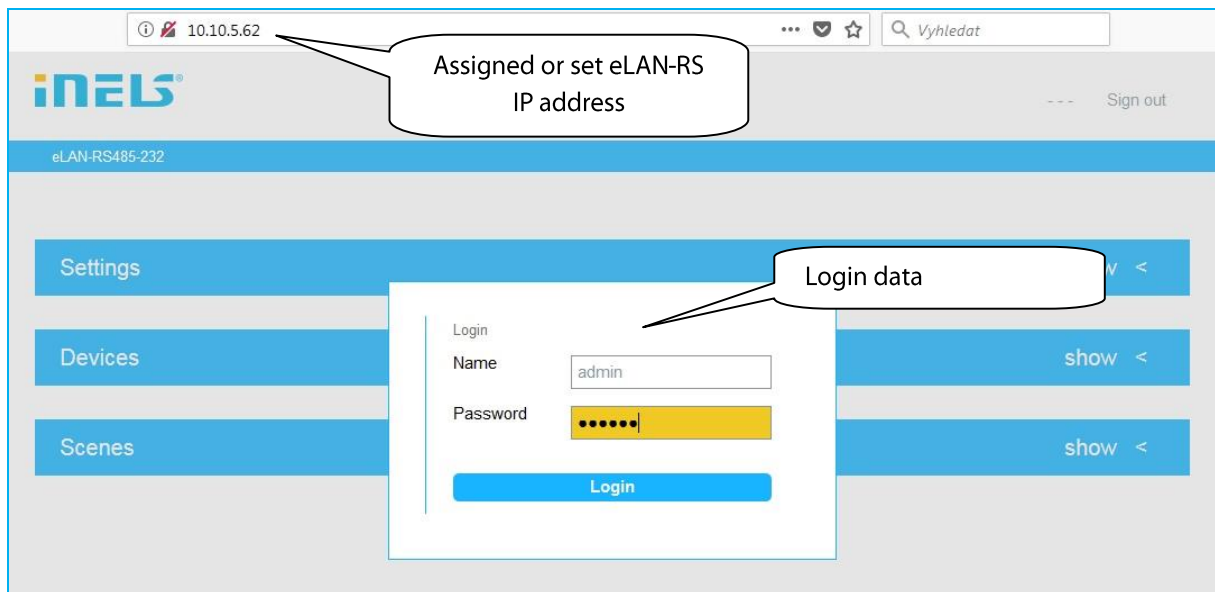 10.10.5.62
Vyhledat
Assigned or set eLAN-RS
IP address
iNELS®
- - - Sign out
eLAN-RS485-232
Settings
w <
Login data
Login
Name
admin
Devices
show <
Password
••••••
Scenes
show <
Login